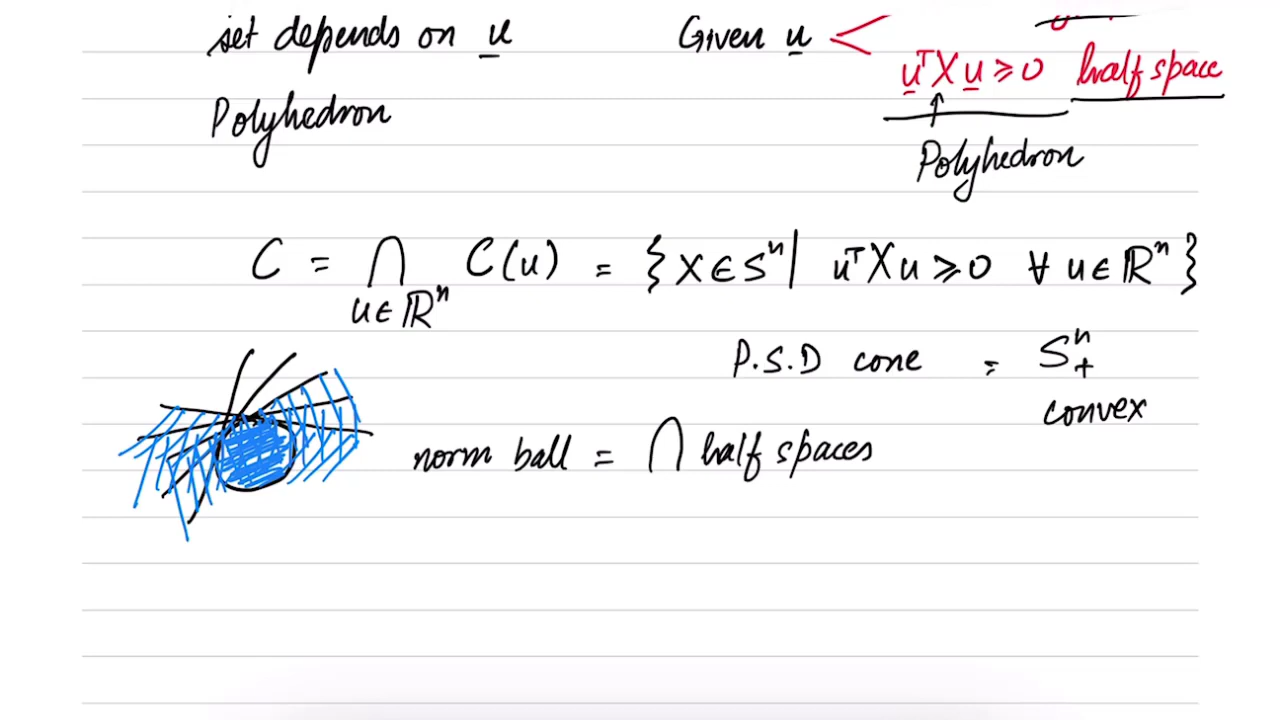 set depends on u
Given u <
uᵀXu ≥ 0 half space
Polyhedron
Polyhedron
C = ⋂ C(u) = { X ∈ Sⁿ | uᵀXu ≥ 0 ∀ u ∈ ℝⁿ }
u ∈ ℝⁿ
P.S.D cone = Sⁿ₊
convex
norm ball = ⋂ half spaces